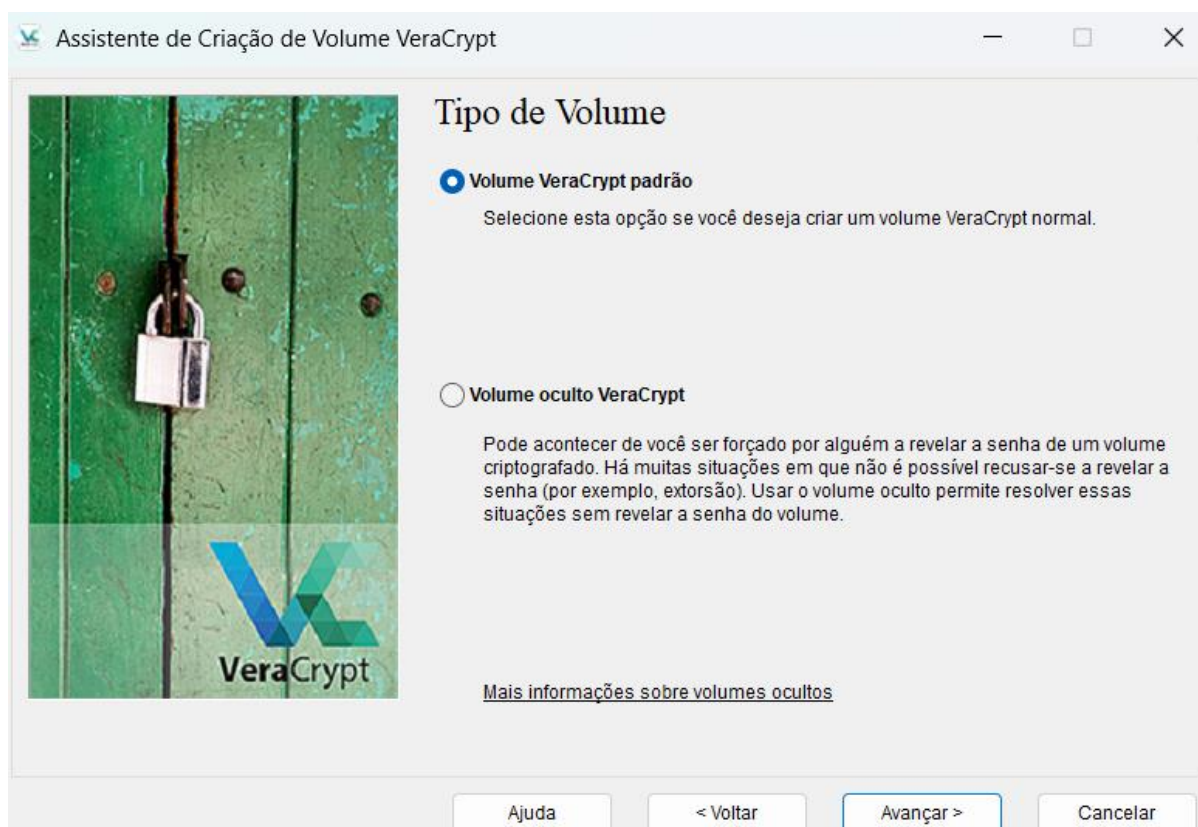 Assistente de Criação de Volume VeraCrypt
Tipo de Volume
Volume VeraCrypt padrão
Selecione esta opção se você deseja criar um volume VeraCrypt normal.
Volume oculto VeraCrypt
Pode acontecer de você ser forçado por alguém a revelar a senha de um volume
criptografado. Há muitas situações em que não é possível recusar-se a revelar a
senha (por exemplo, extorsão). Usar o volume oculto permite resolver essas
situações sem revelar a senha do volume.
VeraCrypt
Mais informações sobre volumes ocultos
Ajuda
< Voltar
Avançar >
Cancelar